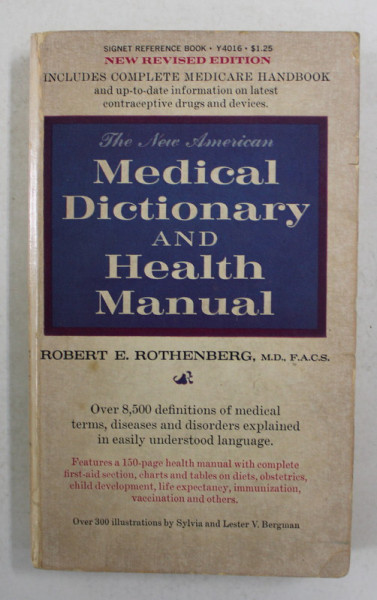 SIGNET REFERENCE BOOK • Y4016 • $1.25
NEW REVISED EDITION
INCLUDES COMPLETE MEDICARE HANDBOOK
and up-to-date information on latest
contraceptive drugs and devices.
The New American
Medical
Dictionary
AND
Health
Manual
ROBERT E. ROTHENBERG, M.D., F.A.C.S.
Over 8,500 definitions of medical
terms, diseases and disorders explained
in easily understood language.
Features a 150-page health manual with complete
first-aid section, charts and tables on diets, obstetrics,
child development, life expectancy, immunization,
vaccination and others.
Over 300 illustrations by Sylvia and Lester V. Bergman